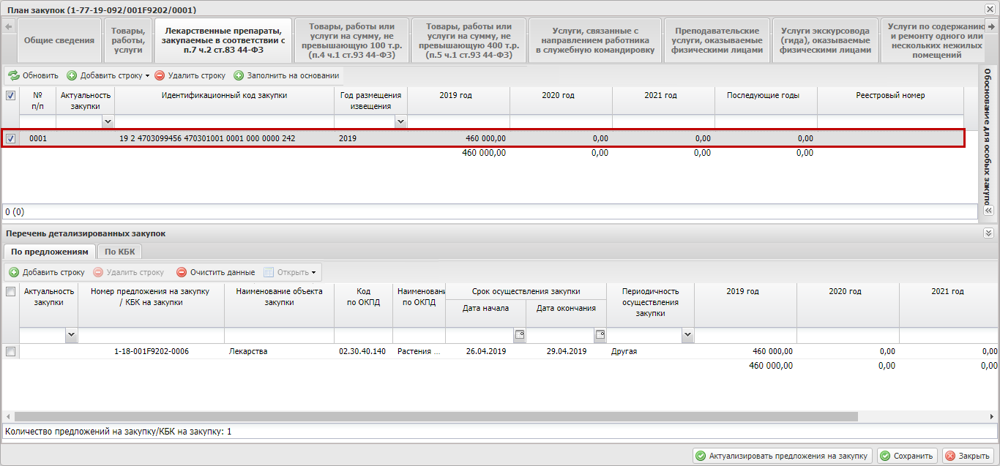 План закупок (1-77-19-092/001F9202/0001)
Общие сведения
Товары,
работы,
услуги
Лекарственные препараты,
закупаемые в соответствии с
п.7 ч.2 ст.83 44-ФЗ
Товары, работы или
услуги на сумму, не
превышающую 100 т.р.
(п.4 ч.1 ст.93 44-ФЗ)
Товары, работы или
услуги на сумму, не
превышающую 400 т.р.
(п.5 ч.1 ст.93 44-ФЗ)
Услуги, связанные с
направлением работника
в служебную командировку
Преподавательские
услуги, оказываемые
физическими лицами
Услуги экскурсовода
(гида), оказываемые
физическими лицами
Услуги по содержанию
и ремонту одного или
нескольких нежилых
помещений
Обновить Добавить строку Удалить строку Заполнить на основании
Обоснование для особых закупо
№
п/п
Актуальность
закупки
Идентификационный код закупки
Год размещения
извещения
2019 год 2020 год 2021 год Последующие годы Реестровый номер
0001 19 2 4703099456 470301001 0001 000 0000 242 2019 460 000,00 0,00 0,00 0,00
460 000,00 0,00 0,00 0,00
0 (0)
Перечень детализированных закупок
По предложениям По КБК
Добавить строку Удалить строку Очистить данные Открыть
Актуальность
закупки
Номер предложения на закупку
/ КБК на закупки
Наименование объекта
закупки
Код
по ОКПД
Наименовани
по ОКПД
Срок осуществления закупки
Дата начала Дата окончания
Периодичность
осуществления
закупки
2019 год 2020 год 2021 год
1-18-001F9202-0006 Лекарства 02.30.40.140 Растения ... 26.04.2019 29.04.2019 Другая 460 000,00 0,00 0,00
460 000,00 0,00 0,00
Количество предложений на закупку/КБК на закупку: 1
Актуализировать предложения на закупку Сохранить Закрыть